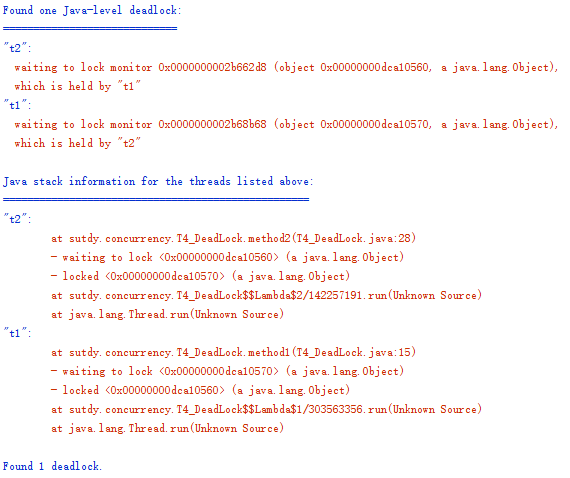 Found one Java-level deadlock:
=============================
"t2":
  waiting to lock monitor 0x0000000002b662d8 (object 0x00000000dca10560, a java.lang.Object),
  which is held by "t1"
"t1":
  waiting to lock monitor 0x0000000002b68b68 (object 0x00000000dca10570, a java.lang.Object),
  which is held by "t2"
Java stack information for the threads listed above:
===================================================
"t2":
        at sutdy.concurrency.T4_DeadLock.method2(T4_DeadLock.java:28)
        - waiting to lock <0x00000000dca10560> (a java.lang.Object)
        - locked <0x00000000dca10570> (a java.lang.Object)
        at sutdy.concurrency.T4_DeadLock$$Lambda$2/142257191.run(Unknown Source)
        at java.lang.Thread.run(Unknown Source)
"t1":
        at sutdy.concurrency.T4_DeadLock.method1(T4_DeadLock.java:15)
        - waiting to lock <0x00000000dca10570> (a java.lang.Object)
        - locked <0x00000000dca10560> (a java.lang.Object)
        at sutdy.concurrency.T4_DeadLock$$Lambda$1/303563356.run(Unknown Source)
        at java.lang.Thread.run(Unknown Source)
Found 1 deadlock.